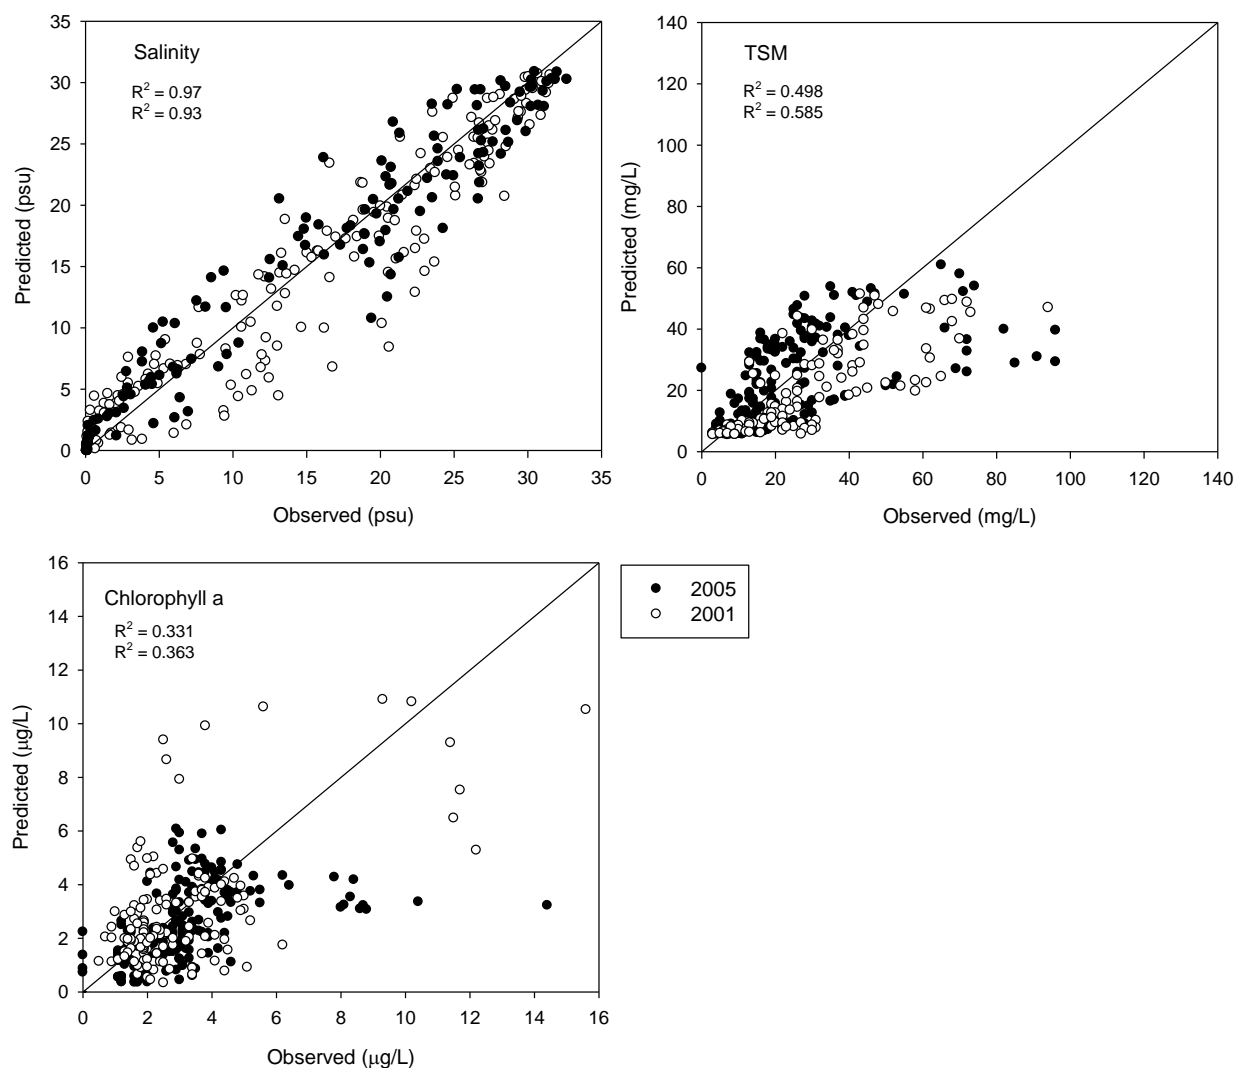 Salinity
R² = 0.97
R² = 0.93
35
30
25
20
15
10
5
0
Predicted (psu)
0 5 10 15 20 25 30 35
Observed (psu)
TSM
R² = 0.498
R² = 0.585
140
120
100
80
60
40
20
0
Predicted (mg/L)
0 20 40 60 80 100 120 140
Observed (mg/L)
Chlorophyll a
R² = 0.331
R² = 0.363
16
14
12
10
8
6
4
2
0
Predicted (μg/L)
0 2 4 6 8 10 12 14 16
Observed (μg/L)
2005
2001